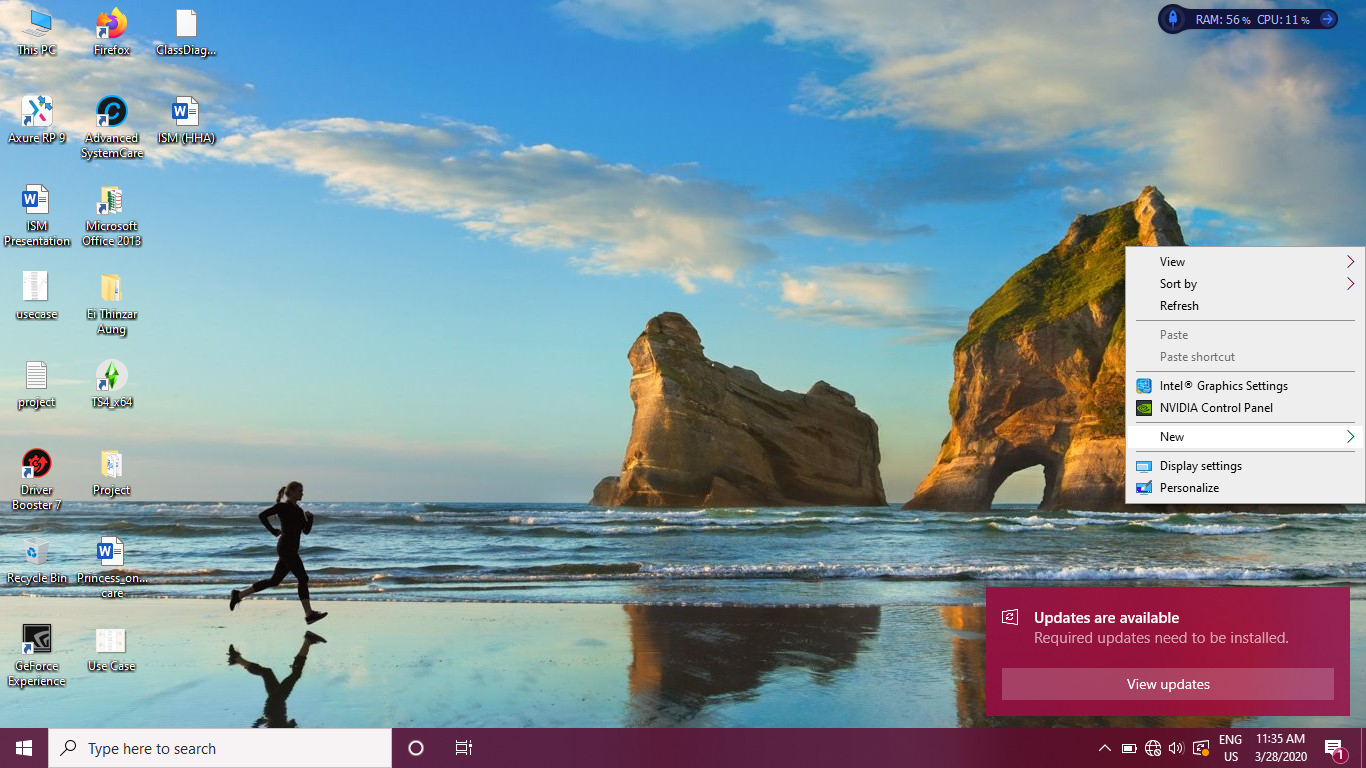 This PC
Firefox
ClassDiag...
Axure RP 9
Advanced
SystemCare
ISM (HHA)
ISM
Presentation
Microsoft
Office 2013
usecase
Ei Thinzar
Aung
project
TS4_x64
Driver
Booster 7
Project
Recycle Bin
Princess_on...
care
GeForce
Experience
Use Case
RAM: 56 % CPU: 11 %
View
Sort by
Refresh
Paste
Paste shortcut
Intel® Graphics Settings
NVIDIA Control Panel
New
Display settings
Personalize
Updates are available
Required updates need to be installed.
View updates
Type here to search
ENG
US
11:35 AM
3/28/2020
1